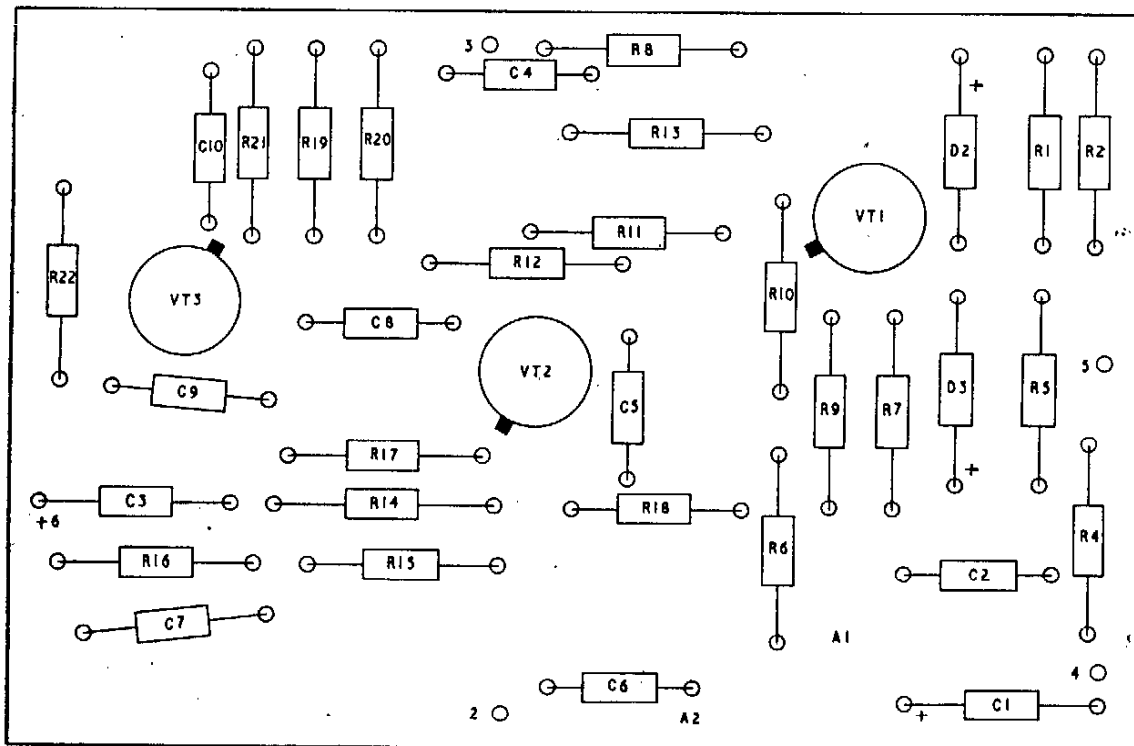 3
R8
C4
C10
R21
R19
R20
R13
D2
+
R1
R2
VT1
R22
R11
R12
R10
VT3
C8
VT2
C9
C5
R9
R7
D3
+
R5
5
R17
C3
+6
R14
R18
R6
R4
R16
R15
C2
C7
A1
4
C6
2
A2
+
C1